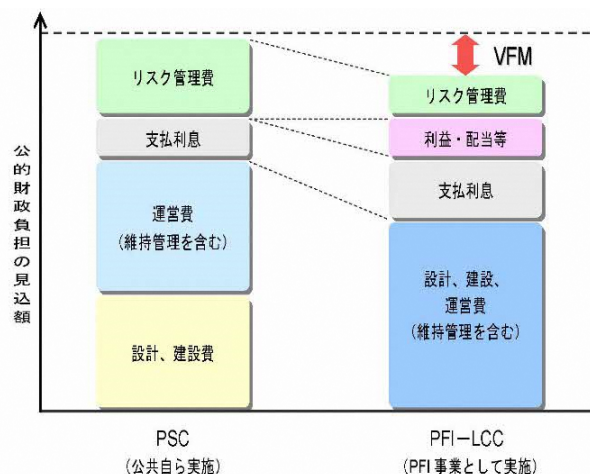 公的財政負担の見込額
VFM
リスク管理費
支払利息
運営費
(維持管理を含む)
設計、建設費
リスク管理費
利益・配当等
支払利息
設計、建設、
運営費
(維持管理を含む)
PSC
(公共自ら実施)
PFI－LCC
(PFI事業として実施)